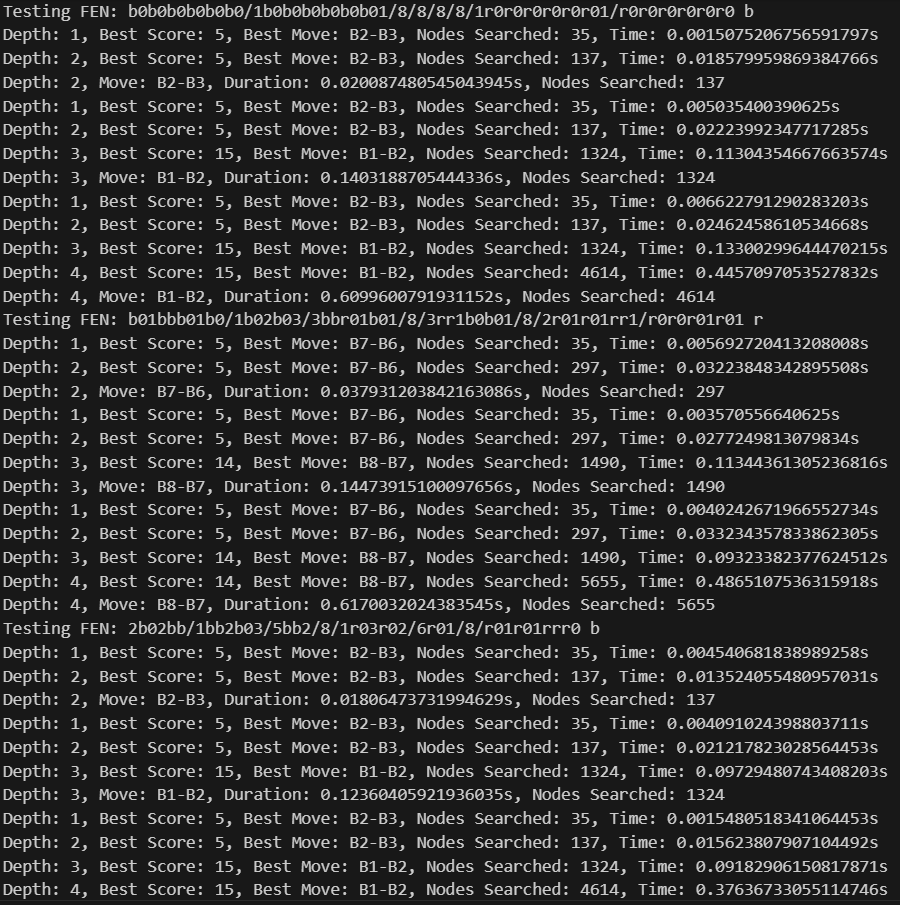 Testing FEN: b0b0b0b0b0b0/1b0b0b0b0b0b01/8/8/8/8/1r0r0r0r0r0r01/r0r0r0r0r0r0 b
Depth: 1, Best Score: 5, Best Move: B2-B3, Nodes Searched: 35, Time: 0.0015075206756591797s
Depth: 2, Best Score: 5, Best Move: B2-B3, Nodes Searched: 137, Time: 0.018579959869384766s
Depth: 2, Move: B2-B3, Duration: 0.020087480545043945s, Nodes Searched: 137
Depth: 1, Best Score: 5, Best Move: B2-B3, Nodes Searched: 35, Time: 0.005035400390625s
Depth: 2, Best Score: 5, Best Move: B2-B3, Nodes Searched: 137, Time: 0.02223992347717285s
Depth: 3, Best Score: 15, Best Move: B1-B2, Nodes Searched: 1324, Time: 0.11304354667663574s
Depth: 3, Move: B1-B2, Duration: 0.1403188705444336s, Nodes Searched: 1324
Depth: 1, Best Score: 5, Best Move: B2-B3, Nodes Searched: 35, Time: 0.006622791290283203s
Depth: 2, Best Score: 5, Best Move: B2-B3, Nodes Searched: 137, Time: 0.02462458610534668s
Depth: 3, Best Score: 15, Best Move: B1-B2, Nodes Searched: 1324, Time: 0.13300299644470215s
Depth: 4, Best Score: 15, Best Move: B1-B2, Nodes Searched: 4614, Time: 0.4457097053527832s
Depth: 4, Move: B1-B2, Duration: 0.6099600791931152s, Nodes Searched: 4614
Testing FEN: b01bbb01b0/1b02b03/3bbr01b01/8/3rr1b0b01/8/2r01r01rr1/r0r0r01r01 r
Depth: 1, Best Score: 5, Best Move: B7-B6, Nodes Searched: 35, Time: 0.005692720413208008s
Depth: 2, Best Score: 5, Best Move: B7-B6, Nodes Searched: 297, Time: 0.03223848342895508s
Depth: 2, Move: B7-B6, Duration: 0.037931203842163086s, Nodes Searched: 297
Depth: 1, Best Score: 5, Best Move: B7-B6, Nodes Searched: 35, Time: 0.003570556640625s
Depth: 2, Best Score: 5, Best Move: B7-B6, Nodes Searched: 297, Time: 0.0277249813079834s
Depth: 3, Best Score: 14, Best Move: B8-B7, Nodes Searched: 1490, Time: 0.11344361305236816s
Depth: 3, Move: B8-B7, Duration: 0.14473915100097656s, Nodes Searched: 1490
Depth: 1, Best Score: 5, Best Move: B7-B6, Nodes Searched: 35, Time: 0.0040242671966552734s
Depth: 2, Best Score: 5, Best Move: B7-B6, Nodes Searched: 297, Time: 0.033234357833862305s
Depth: 3, Best Score: 14, Best Move: B8-B7, Nodes Searched: 1490, Time: 0.09323382377624512s
Depth: 4, Best Score: 14, Best Move: B8-B7, Nodes Searched: 5655, Time: 0.4865107536315918s
Depth: 4, Move: B8-B7, Duration: 0.6170032024383545s, Nodes Searched: 5655
Testing FEN: 2b02bb/1bb2b03/5bb2/8/1r03r02/6r01/8/r01r01rrr0 b
Depth: 1, Best Score: 5, Best Move: B2-B3, Nodes Searched: 35, Time: 0.004540681838989258s
Depth: 2, Best Score: 5, Best Move: B2-B3, Nodes Searched: 137, Time: 0.013524055480957031s
Depth: 2, Move: B2-B3, Duration: 0.01806473731994629s, Nodes Searched: 137
Depth: 1, Best Score: 5, Best Move: B2-B3, Nodes Searched: 35, Time: 0.004091024398803711s
Depth: 2, Best Score: 5, Best Move: B2-B3, Nodes Searched: 137, Time: 0.021217823028564453s
Depth: 3, Best Score: 15, Best Move: B1-B2, Nodes Searched: 1324, Time: 0.09729480743408203s
Depth: 3, Move: B1-B2, Duration: 0.12360405921936035s, Nodes Searched: 1324
Depth: 1, Best Score: 5, Best Move: B2-B3, Nodes Searched: 35, Time: 0.0015480518341064453s
Depth: 2, Best Score: 5, Best Move: B2-B3, Nodes Searched: 137, Time: 0.015623807907104492s
Depth: 3, Best Score: 15, Best Move: B1-B2, Nodes Searched: 1324, Time: 0.09182906150817871s
Depth: 4, Best Score: 15, Best Move: B1-B2, Nodes Searched: 4614, Time: 0.37636733055114746s